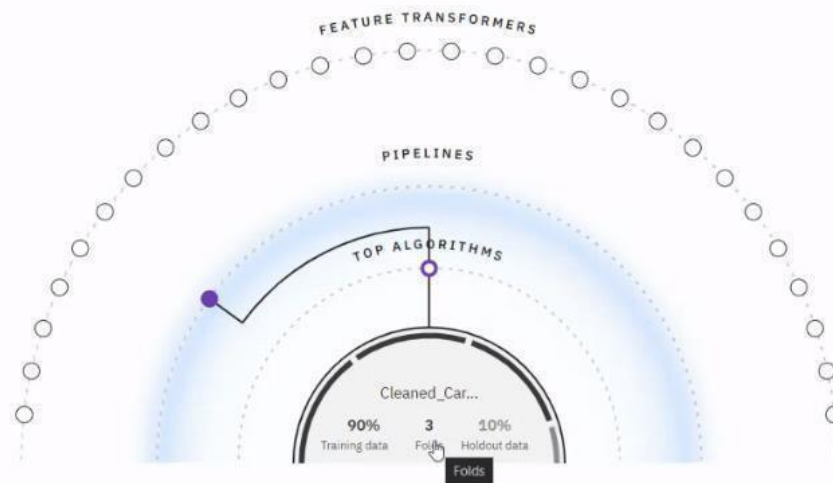 FEATURE TRANSFORMERS
PIPELINES
TOP ALGORITHMS
Cleaned_Car...
90% 3 10%
Training data Folds Holdout data
Folds